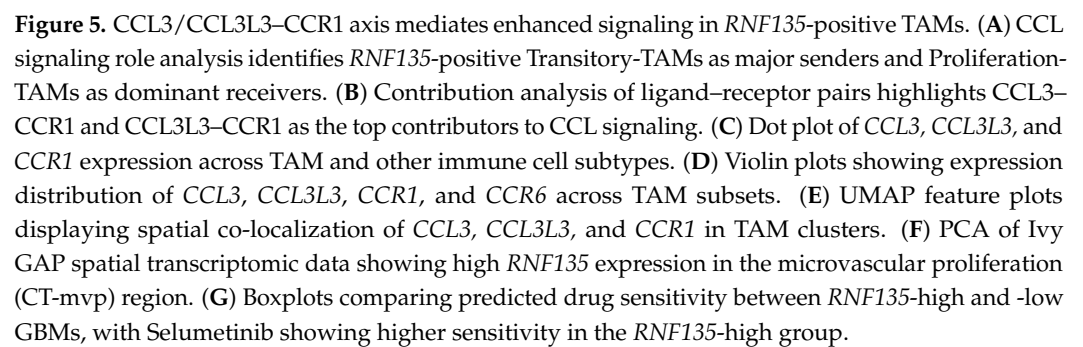 Figure 5. CCL3/CCL3L3–CCR1 axis mediates enhanced signaling in RNF135-positive TAMs. (A) CCL
signaling role analysis identifies RNF135-positive Transitory-TAMs as major senders and Proliferation-
TAMs as dominant receivers. (B) Contribution analysis of ligand–receptor pairs highlights CCL3–
CCR1 and CCL3L3–CCR1 as the top contributors to CCL signaling. (C) Dot plot of CCL3, CCL3L3, and
CCR1 expression across TAM and other immune cell subtypes. (D) Violin plots showing expression
distribution of CCL3, CCL3L3, CCR1, and CCR6 across TAM subsets. (E) UMAP feature plots
displaying spatial co-localization of CCL3, CCL3L3, and CCR1 in TAM clusters. (F) PCA of Ivy
GAP spatial transcriptomic data showing high RNF135 expression in the microvascular proliferation
(CT-mvp) region. (G) Boxplots comparing predicted drug sensitivity between RNF135-high and -low
GBMs, with Selumetinib showing higher sensitivity in the RNF135-high group.